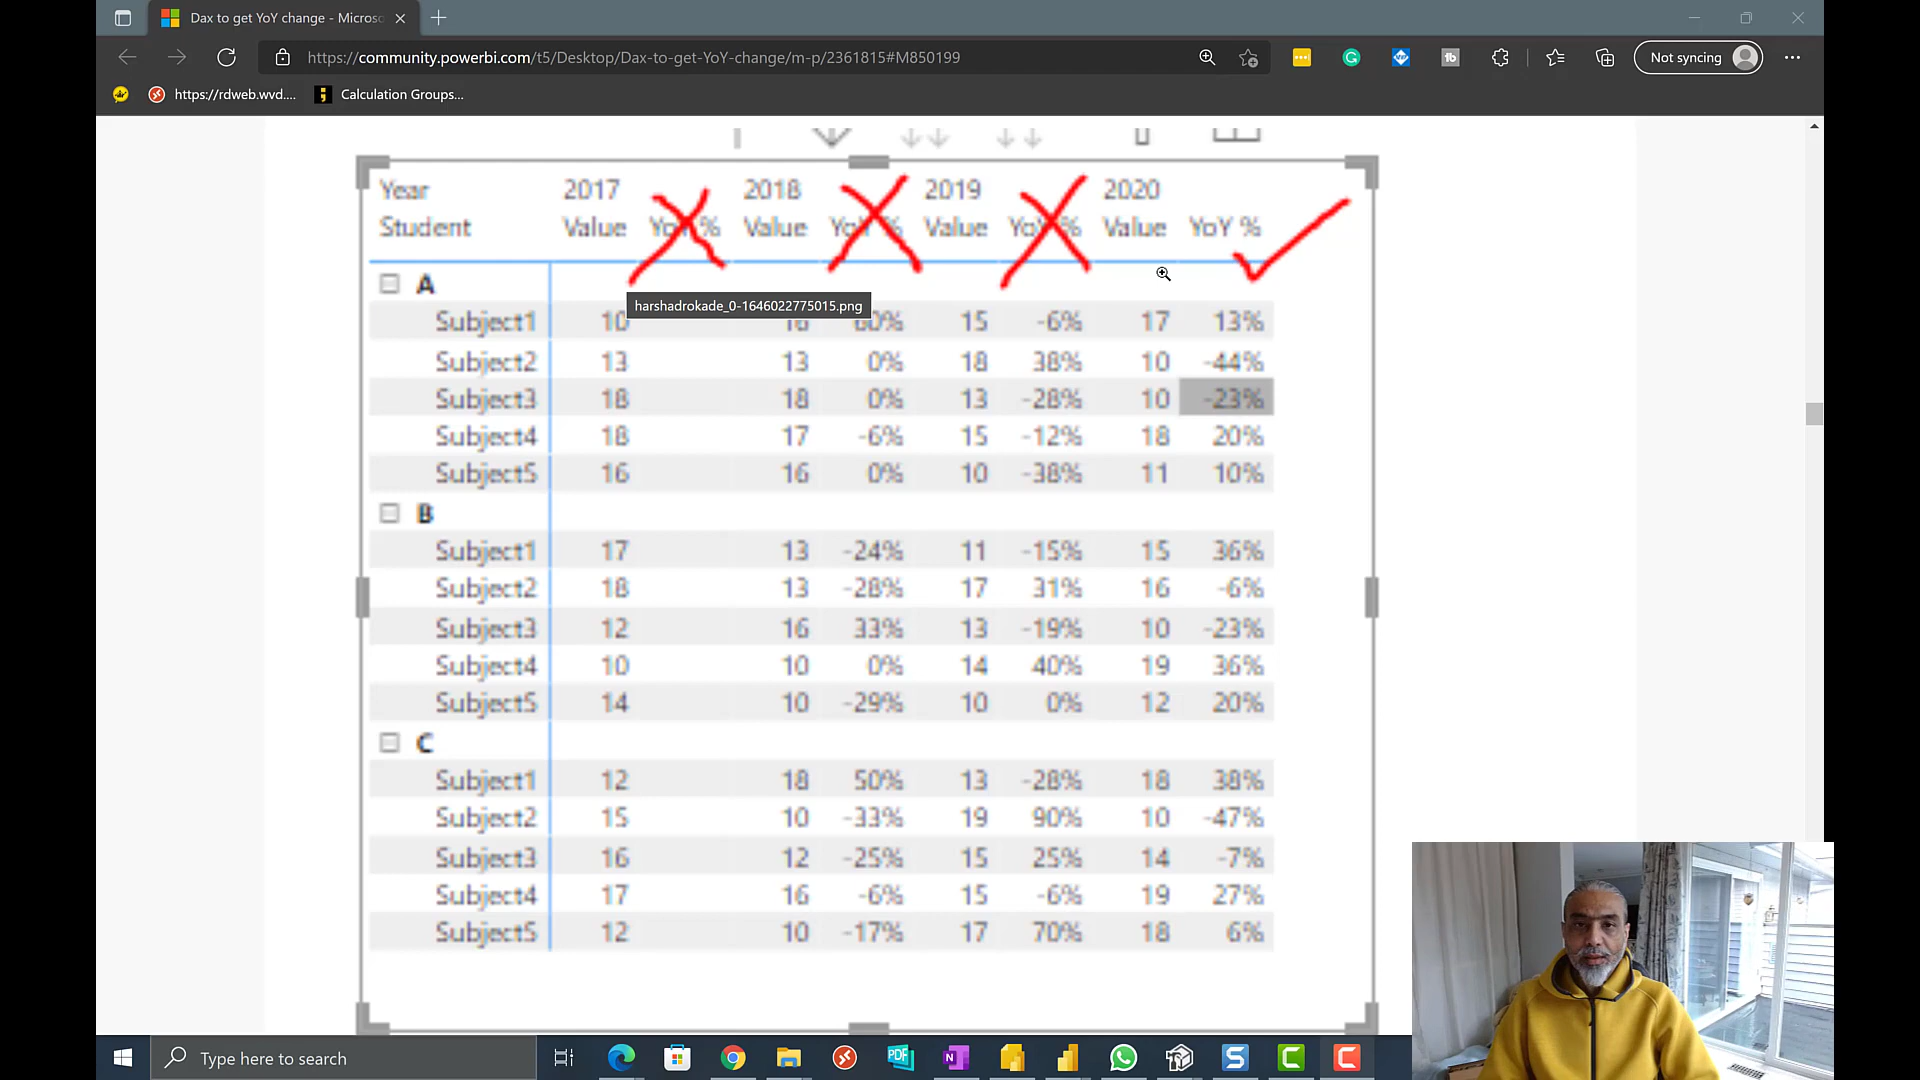 Dax to get YoY change - Micros
https://community.powerbi.com/t5/Desktop/Dax-to-get-YoY-change/m-p/2361815#M850199
Not syncing
https://rdweb.wvd....
Calculation Groups...
Year 2017 2018 2019 2020
Student Value YoY % Value YoY % Value YoY % Value YoY %
A
harshadrokade_0-1646022775015.png
Subject1 10 16 60% 15 -6% 17 13%
Subject2 13 13 0% 18 38% 10 -44%
Subject3 18 18 0% 13 -28% 10 -23%
Subject4 18 17 -6% 15 -12% 18 20%
Subject5 16 16 0% 10 -38% 11 10%
B
Subject1 17 13 -24% 11 -15% 15 36%
Subject2 18 13 -28% 17 31% 16 -6%
Subject3 12 16 33% 13 -19% 10 -23%
Subject4 10 10 0% 14 40% 19 36%
Subject5 14 10 -29% 10 0% 12 20%
C
Subject1 12 18 50% 13 -28% 18 38%
Subject2 15 10 -33% 19 90% 10 -47%
Subject3 16 12 -25% 15 25% 14 -7%
Subject4 17 16 -6% 15 -6% 19 27%
Subject5 12 10 -17% 17 70% 18 6%
Type here to search